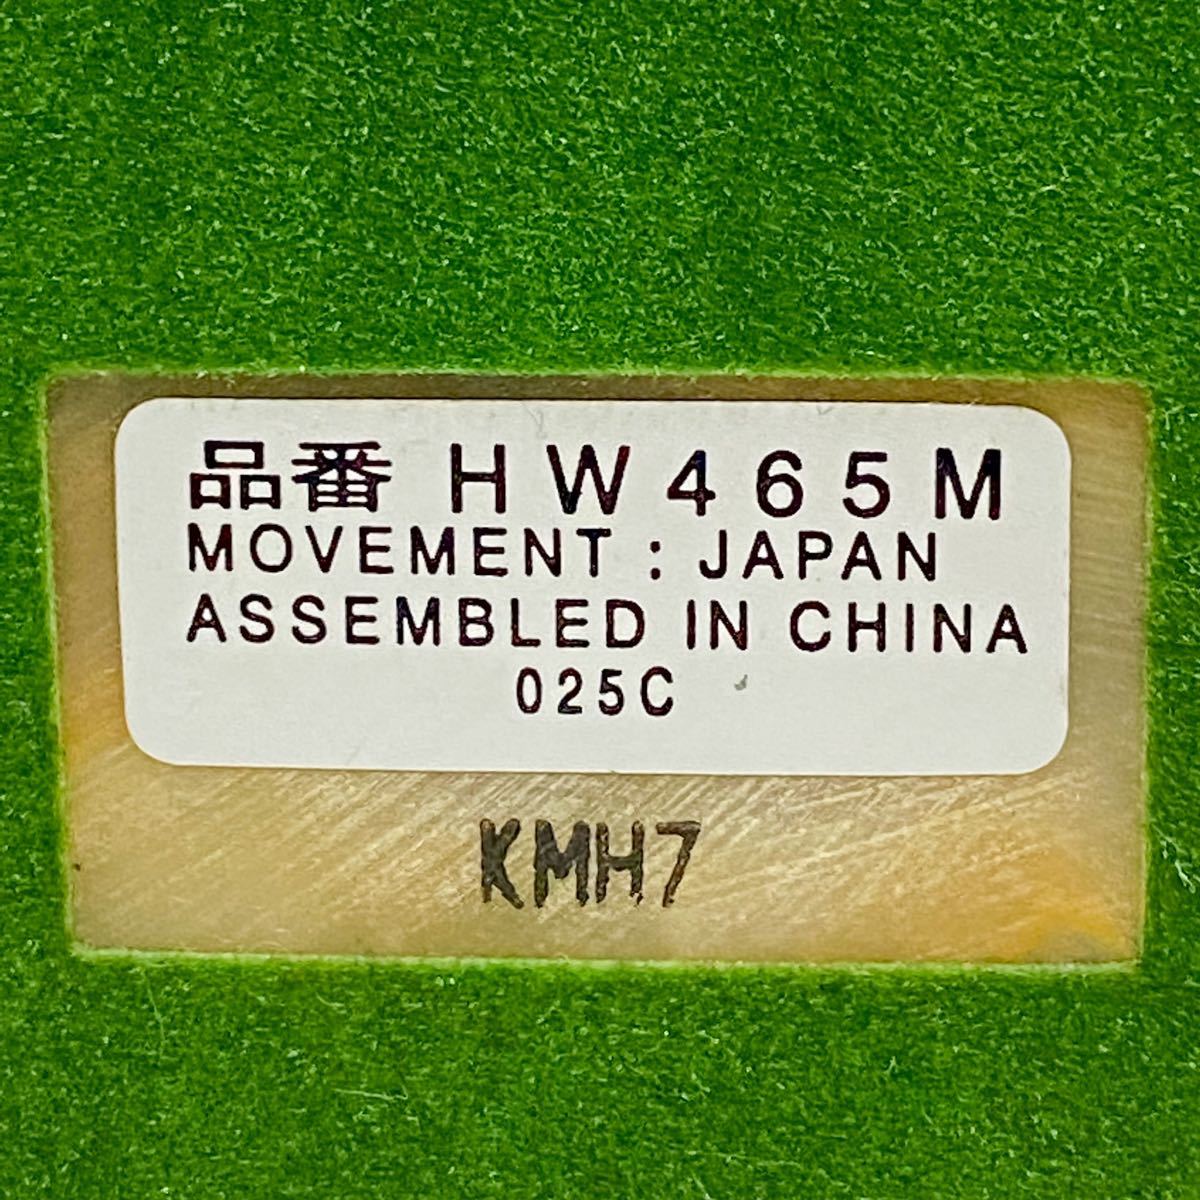 品番 HW465M
MOVEMENT : JAPAN
ASSEMBLED IN CHINA
025C
KMH7